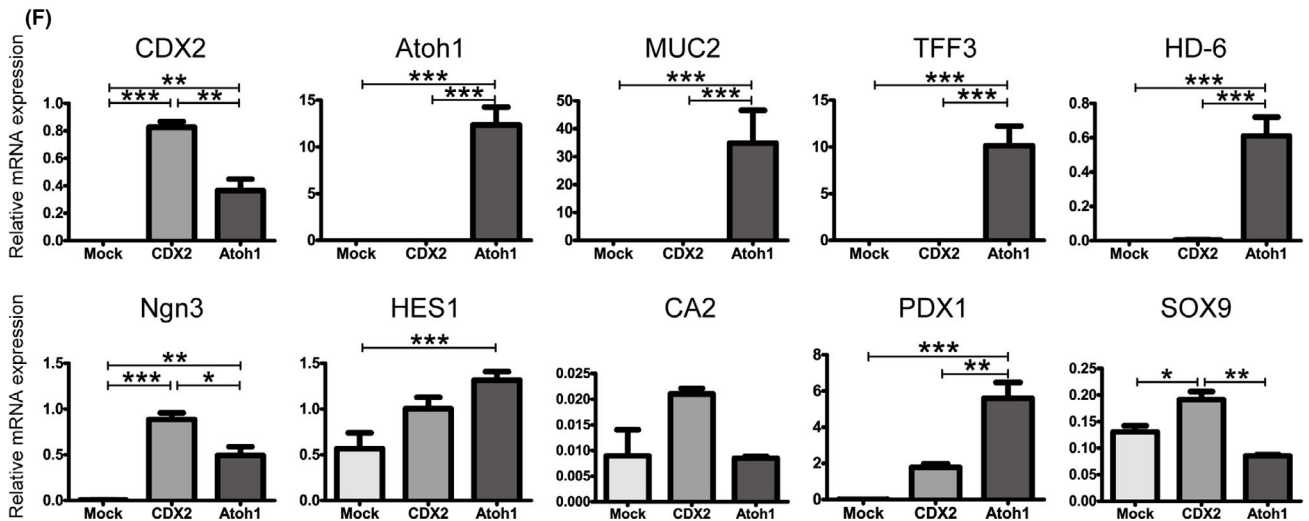 (F)
CDX2
Relative mRNA expression
**
*** **
1.0
0.8
0.6
0.4
0.2
0.0
Mock CDX2 Atoh1
Atoh1
***
***
15
10
5
0
Mock CDX2 Atoh1
MUC2
***
***
50
40
30
20
10
0
Mock CDX2 Atoh1
TFF3
***
***
15
10
5
0
Mock CDX2 Atoh1
HD-6
***
***
0.8
0.6
0.4
0.2
0.0
Mock CDX2 Atoh1
Ngn3
Relative mRNA expression
**
*** *
1.5
1.0
0.5
0.0
Mock CDX2 Atoh1
HES1
***
1.5
1.0
0.5
0.0
Mock CDX2 Atoh1
CA2
0.025
0.020
0.015
0.010
0.005
0.000
Mock CDX2 Atoh1
PDX1
***
**
8
6
4
2
0
Mock CDX2 Atoh1
SOX9
* **
0.25
0.20
0.15
0.10
0.05
0.00
Mock CDX2 Atoh1